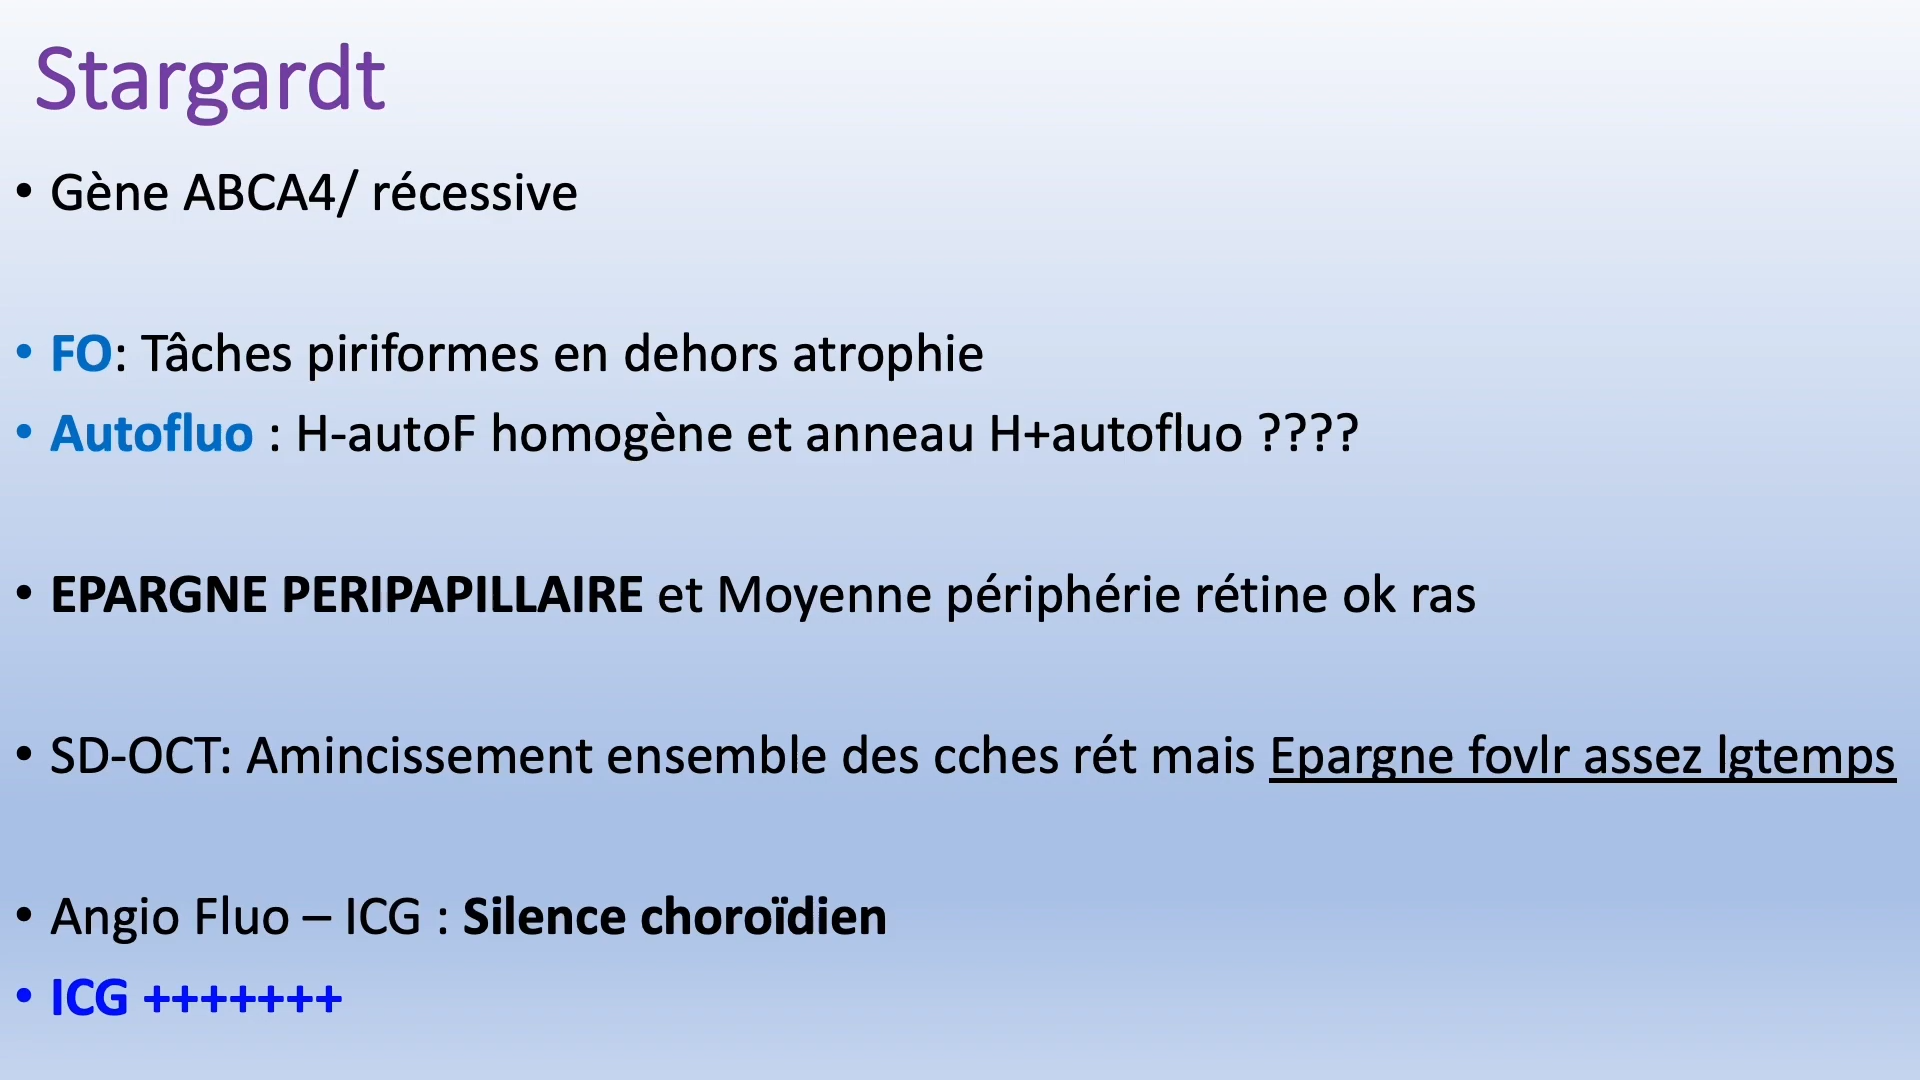 Stargardt
• Gène ABCA4/ récessive
• FO: Tâches piriformes en dehors atrophie
• Autofluo : H-autoF homogène et anneau H+autofluo ????
• EPARGNE PERIPAPILLAIRE et Moyenne périphérie rétine ok ras
• SD-OCT: Amincissement ensemble des cches rét mais Epargne fovlr assez lgtemps
• Angio Fluo – ICG : Silence choroïdien
• ICG +++++++